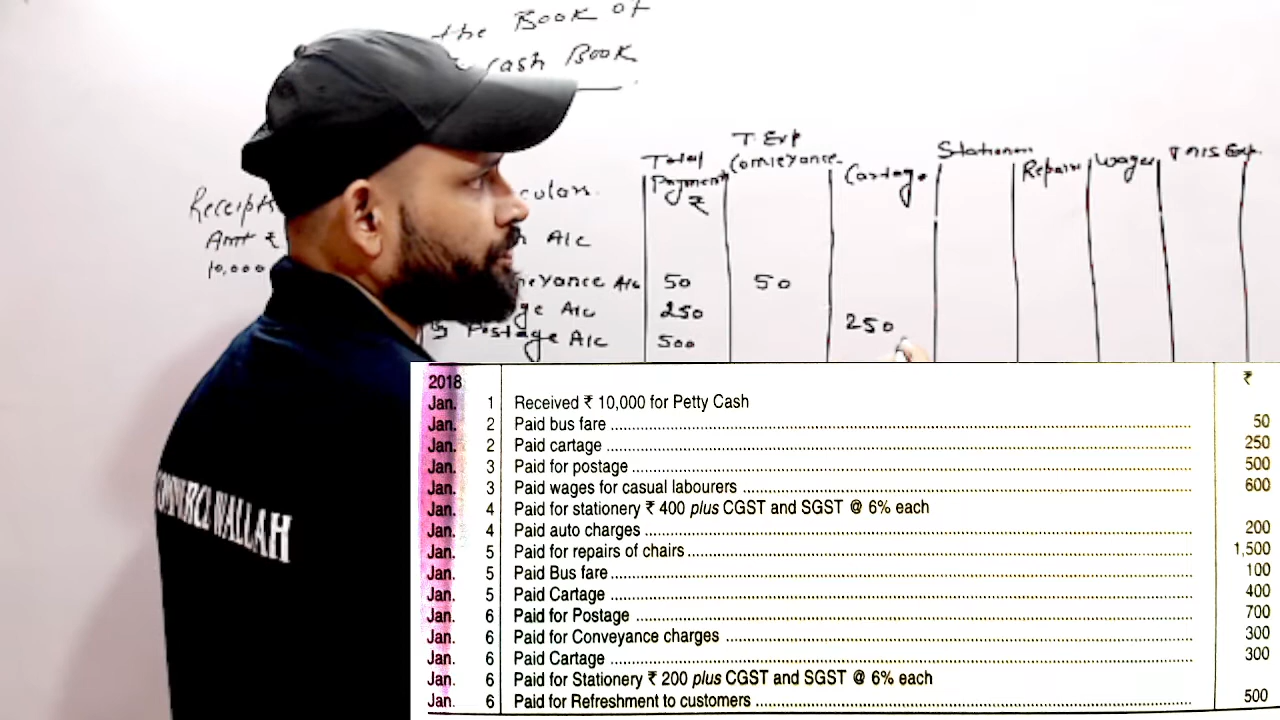 the Book of
cash Book
Receipts
Amt ₹
10,000
Total
Payment
₹
T. Exp
Conveyance
Cartage
Repairs
Wages
A/c
A/c 50 50
A/c 250 250
Postage A/c 500
COMMERCE WALLAH
2018 ₹
Jan. 1 Received ₹ 10,000 for Petty Cash
Jan. 2 Paid bus fare 50
Jan. 2 Paid cartage 250
Jan. 3 Paid for postage 500
Jan. 3 Paid wages for casual labourers 600
Jan. 4 Paid for stationery ₹ 400 plus CGST and SGST @ 6% each
Jan. 4 Paid auto charges 200
Jan. 5 Paid for repairs of chairs 1,500
Jan. 5 Paid Bus fare 100
Jan. 5 Paid Cartage 400
Jan. 6 Paid for Postage 700
Jan. 6 Paid for Conveyance charges 300
Jan. 6 Paid Cartage 300
Jan. 6 Paid for Stationery ₹ 200 plus CGST and SGST @ 6% each
Jan. 6 Paid for Refreshment to customers 500